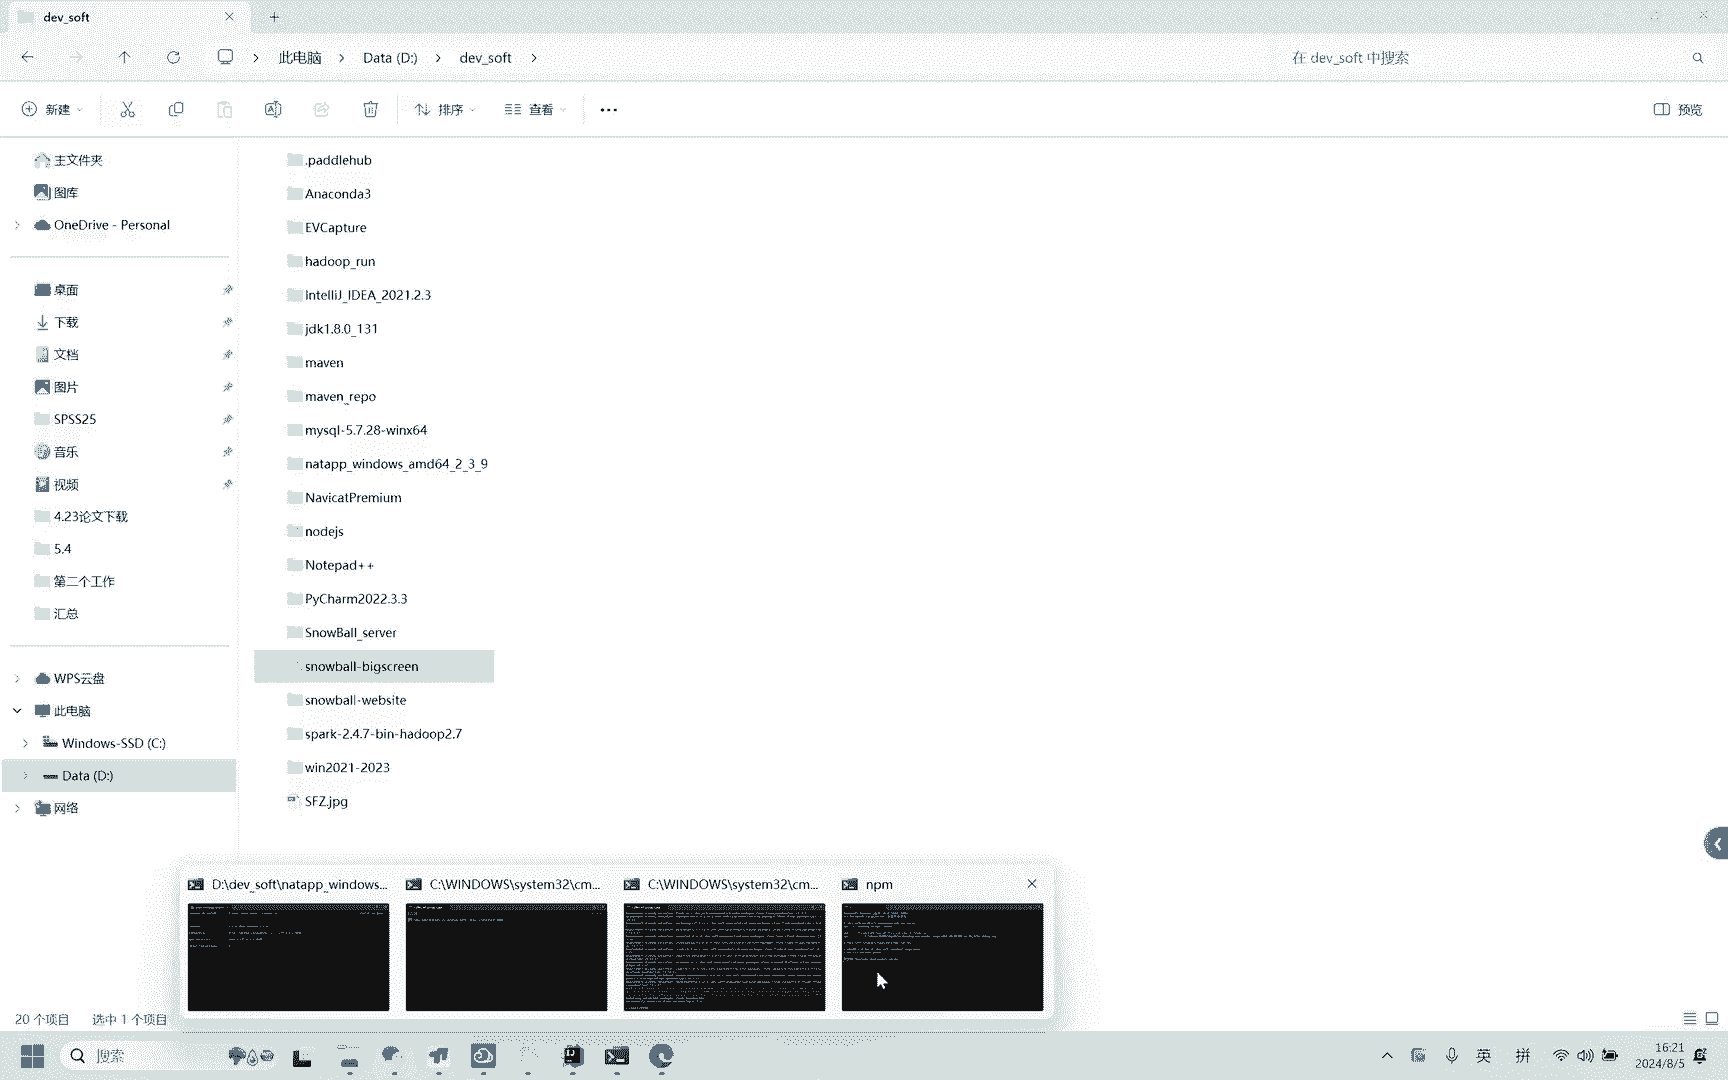 dev_soft
此电脑
Data (D:)
dev_soft
在 dev_soft 中搜索
新建
排序
查看
预览
主文件夹
图库
OneDrive - Personal
桌面
下载
文档
图片
SPSS25
音乐
视频
4.23论文下载
5.4
第二个工作
汇总
WPS云盘
此电脑
Windows-SSD (C:)
Data (D:)
网络
.paddlehub
Anaconda3
EVCapture
hadoop_run
IntelliJ_IDEA_2021.2.3
jdk1.8.0_131
maven
maven_repo
mysql-5.7.28-winx64
natapp_windows_amd64_2_3_9
NavicatPremium
nodejs
Notepad++
PyCharm2022.3.3
SnowBall_server
snowball-bigscreen
snowball-website
spark-2.4.7-bin-hadoop2.7
win2021-2023
SFZ.jpg
D:\dev_soft\natapp_windows...
C:\WINDOWS\system32\cm...
C:\WINDOWS\system32\cm...
npm
20 个项目
选中 1 个项目
搜索
英
拼
16:21
2024/8/5